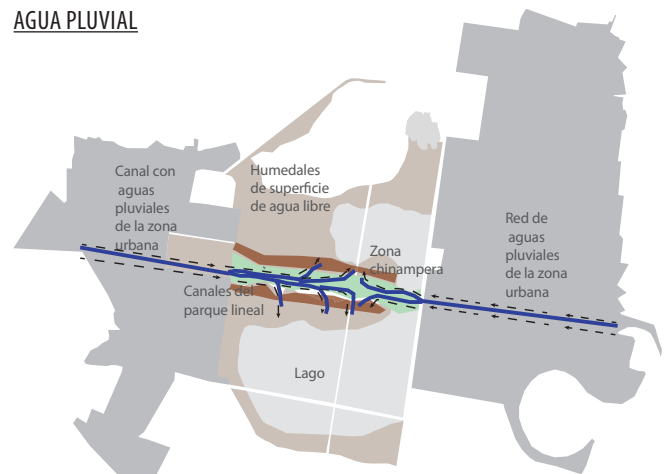 AGUA PLUVIAL
Canal con
aguas
pluviales
de la zona
urbana
Humedales
de superficie
de agua libre
Red de
aguas
pluviales
de la zona
urbana
Zona
chinampera
Canales del
parque lineal
Lago